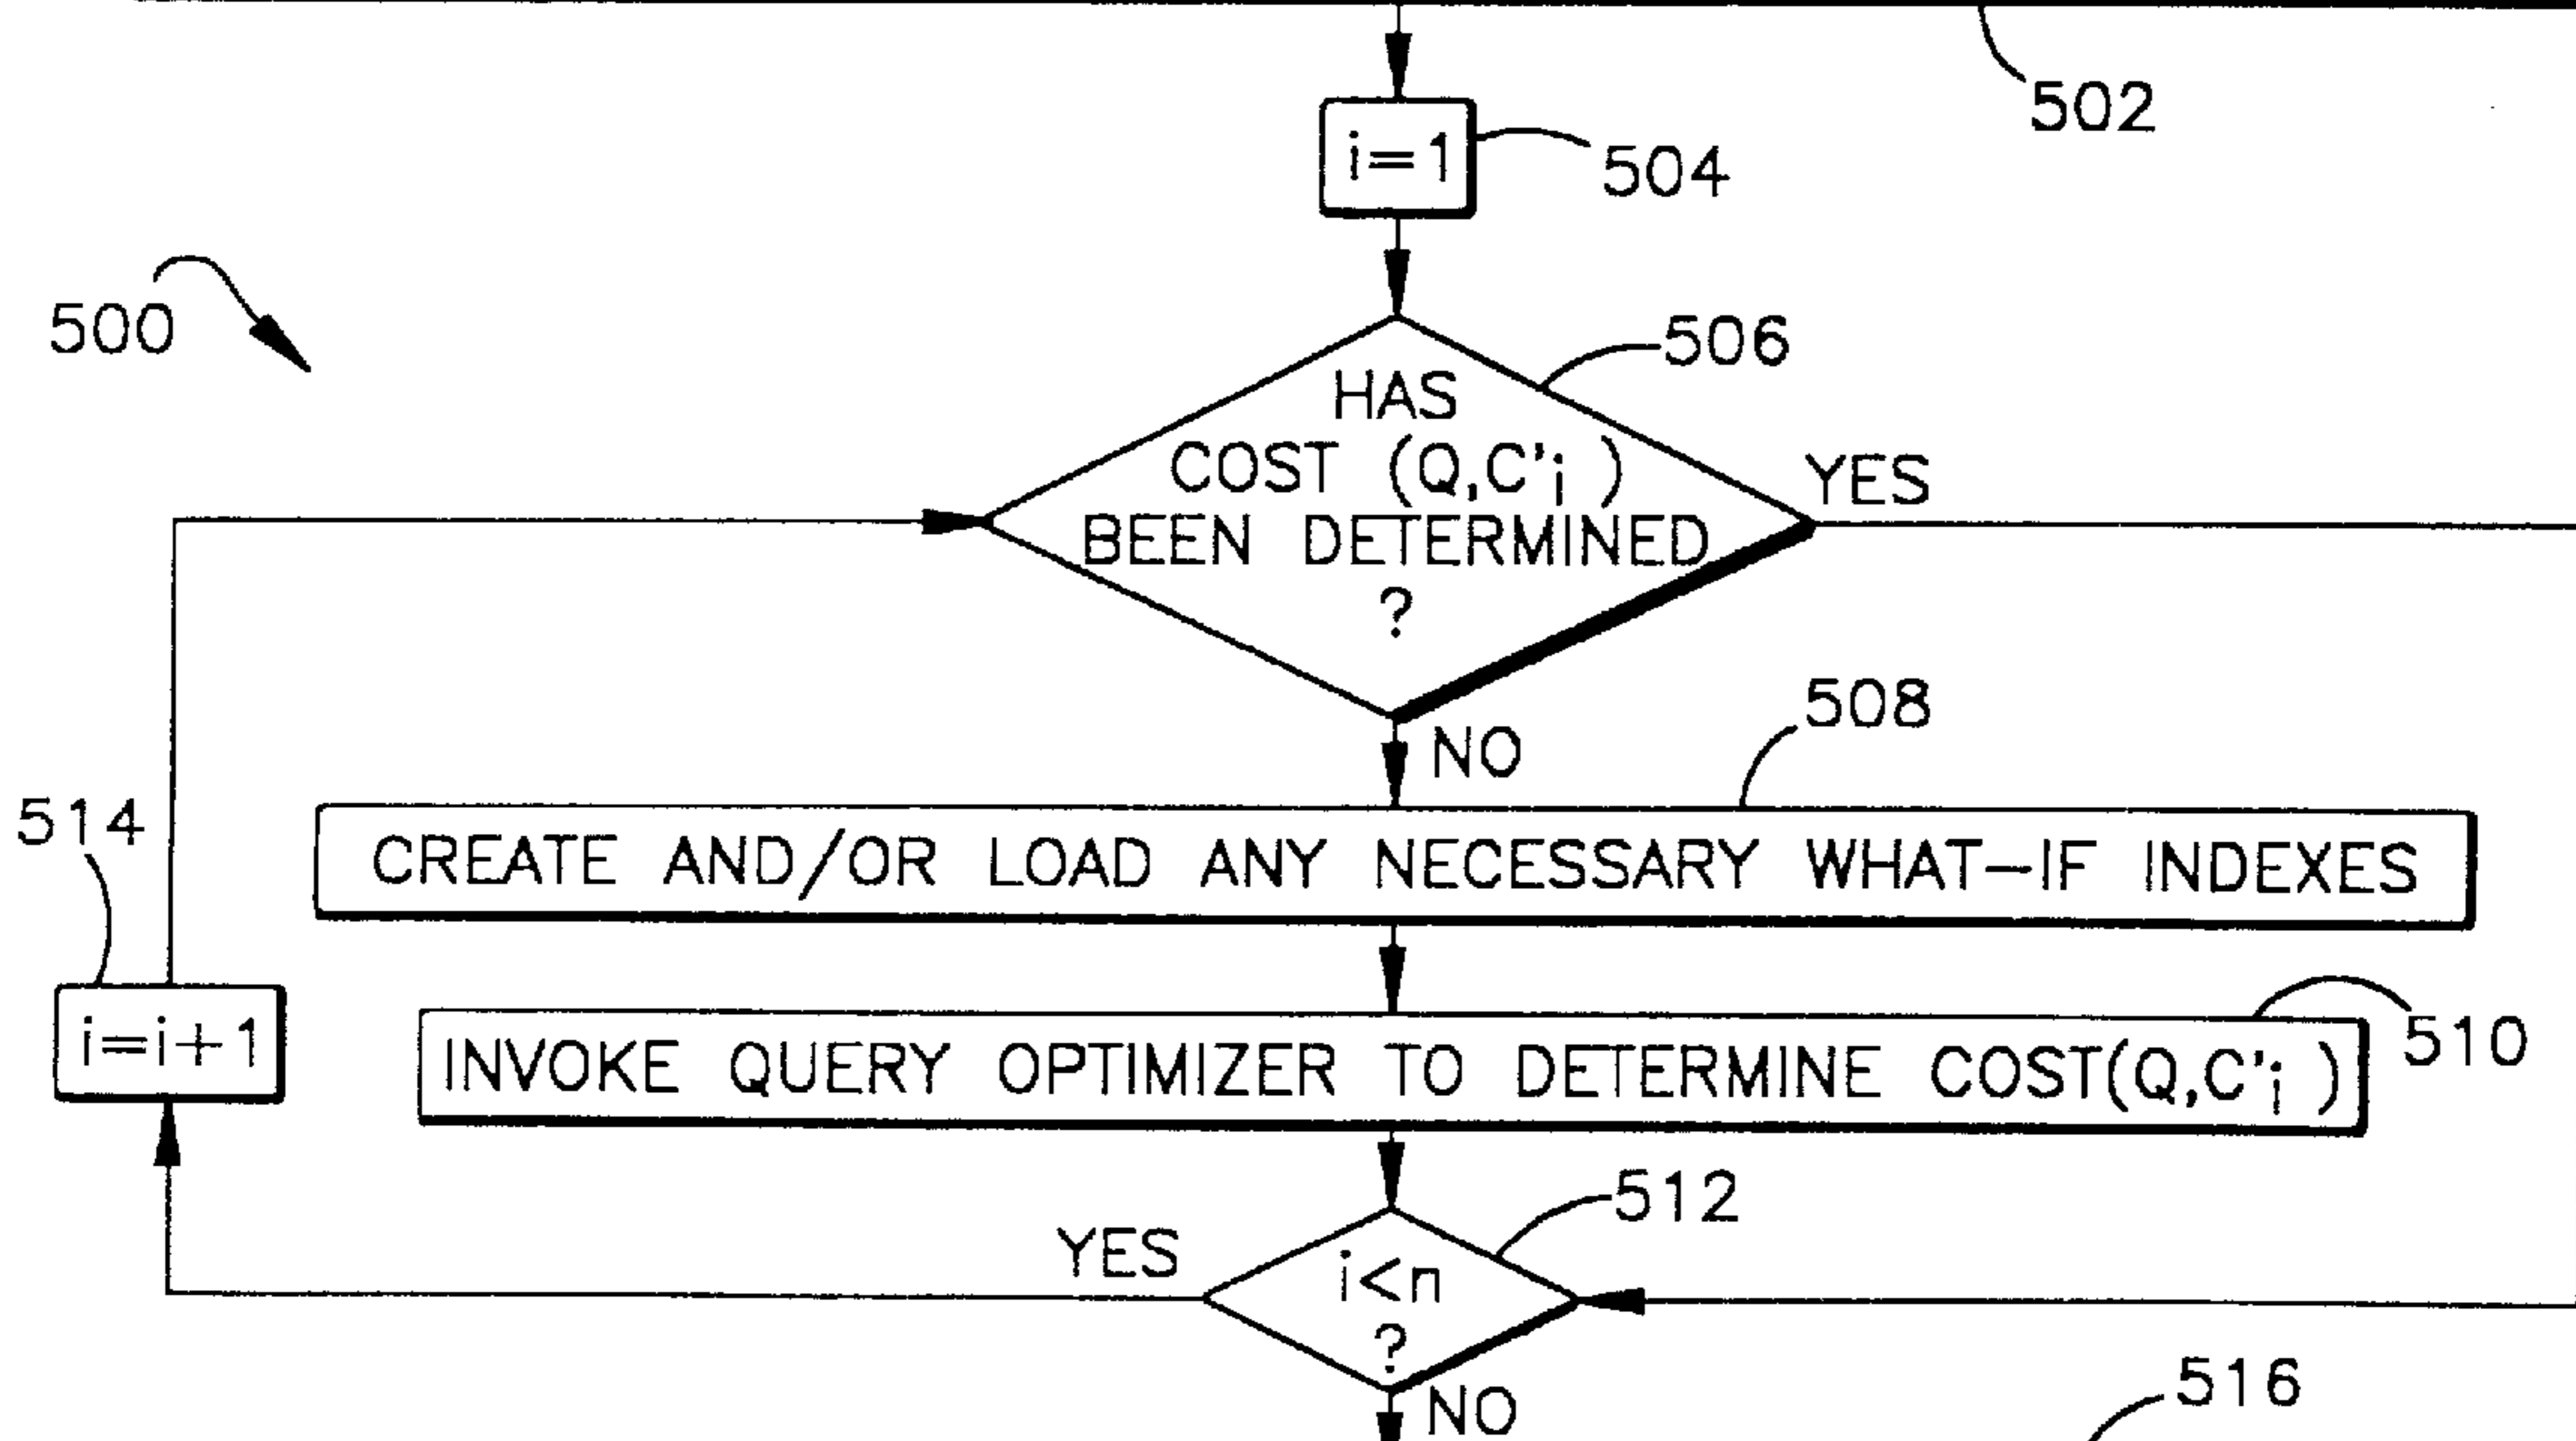 502
i=1
504
500
506
HAS
COST (Q,C'i )
BEEN DETERMINED
?
YES
NO
508
CREATE AND/OR LOAD ANY NECESSARY WHAT-IF INDEXES
514
i=i+1
INVOKE QUERY OPTIMIZER TO DETERMINE COST(Q,C'i )
510
512
YES
i<n
?
NO
516